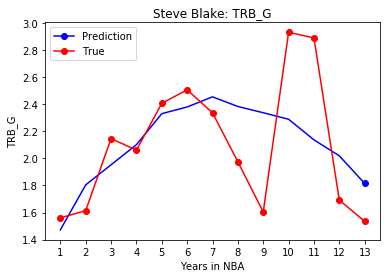 Steve Blake: TRB_G
Prediction
True
TRB_G
3.0
2.8
2.6
2.4
2.2
2.0
1.8
1.6
1.4
1 2 3 4 5 6 7 8 9 10 11 12 13
Years in NBA